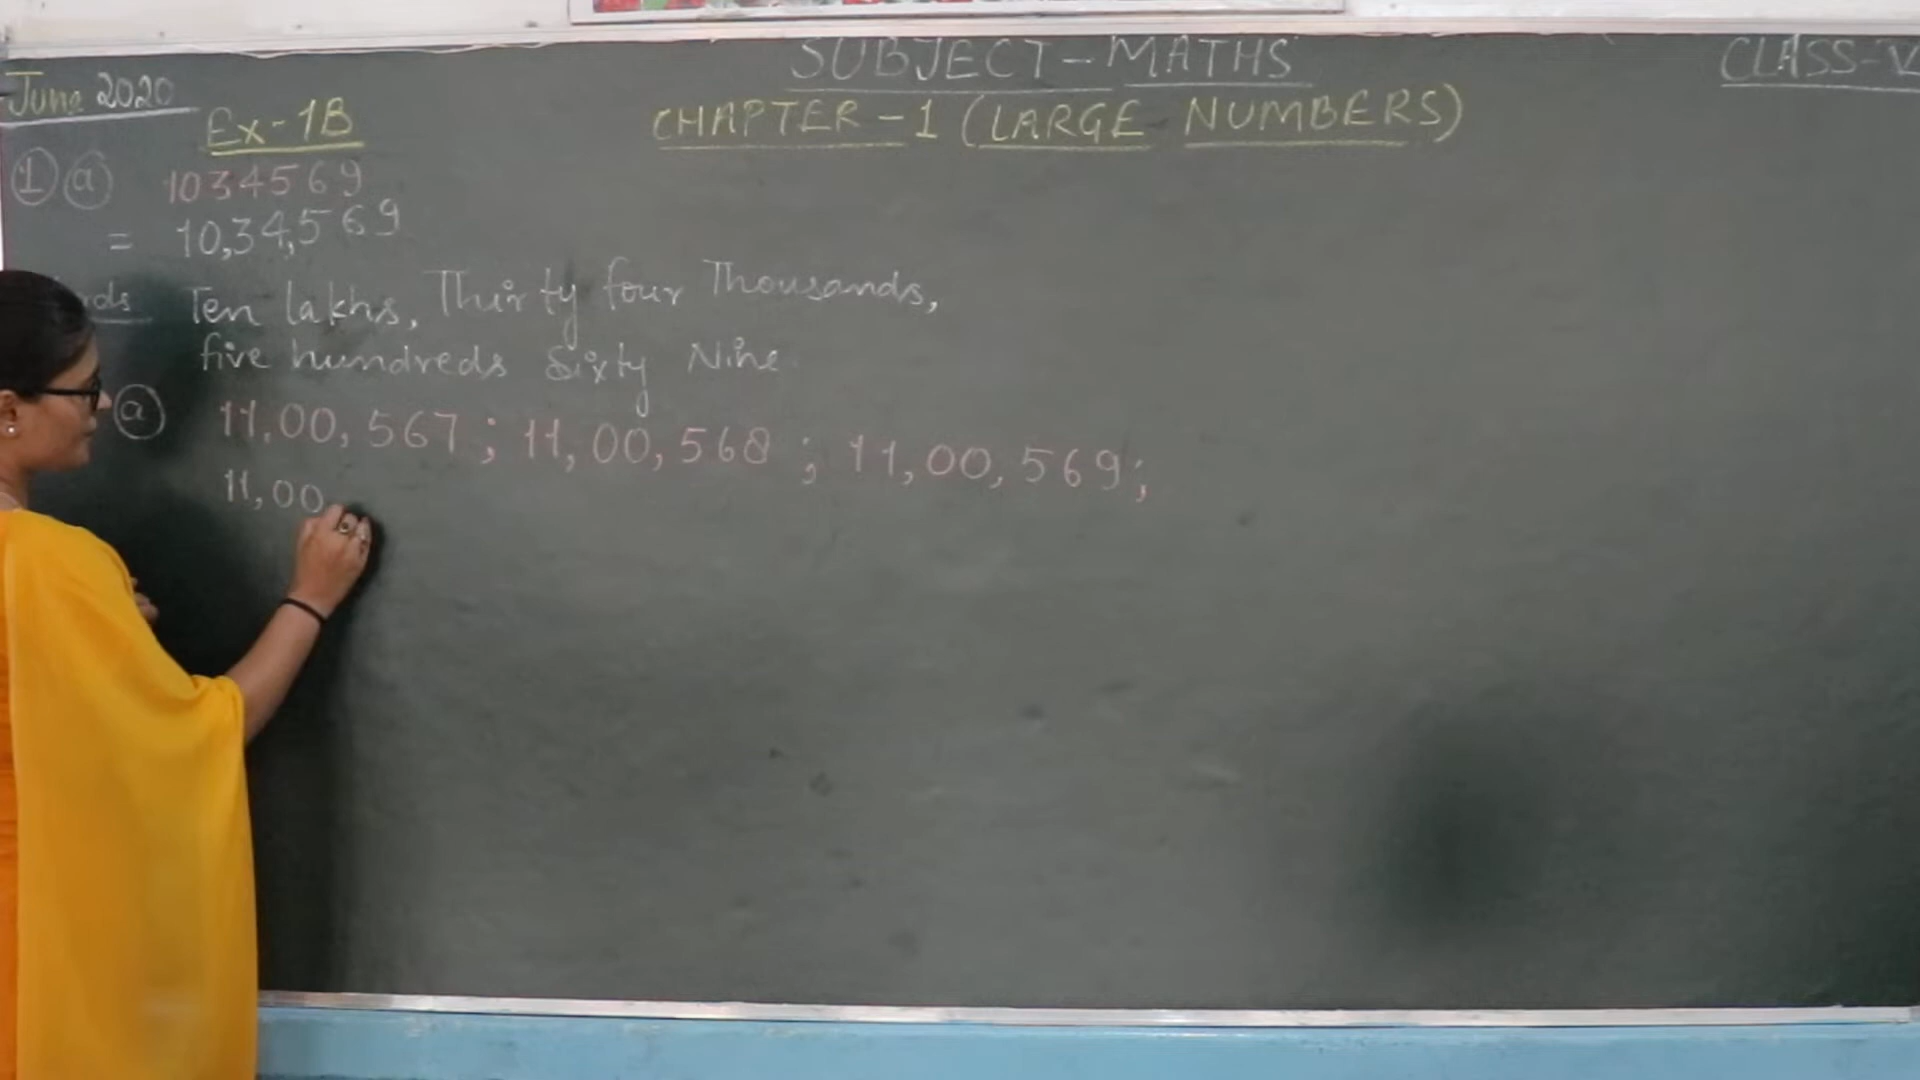 SUBJECT-MATHS
CLASS-V
June 2020
Ex-1B
CHAPTER-1 (LARGE NUMBERS)
1 a 1034569
= 10,34,569
Ten lakhs, Thirty four Thousands,
five hundreds Sixty Nine
a 11,00,567 ; 11,00,568 ; 11,00,569;
11,00